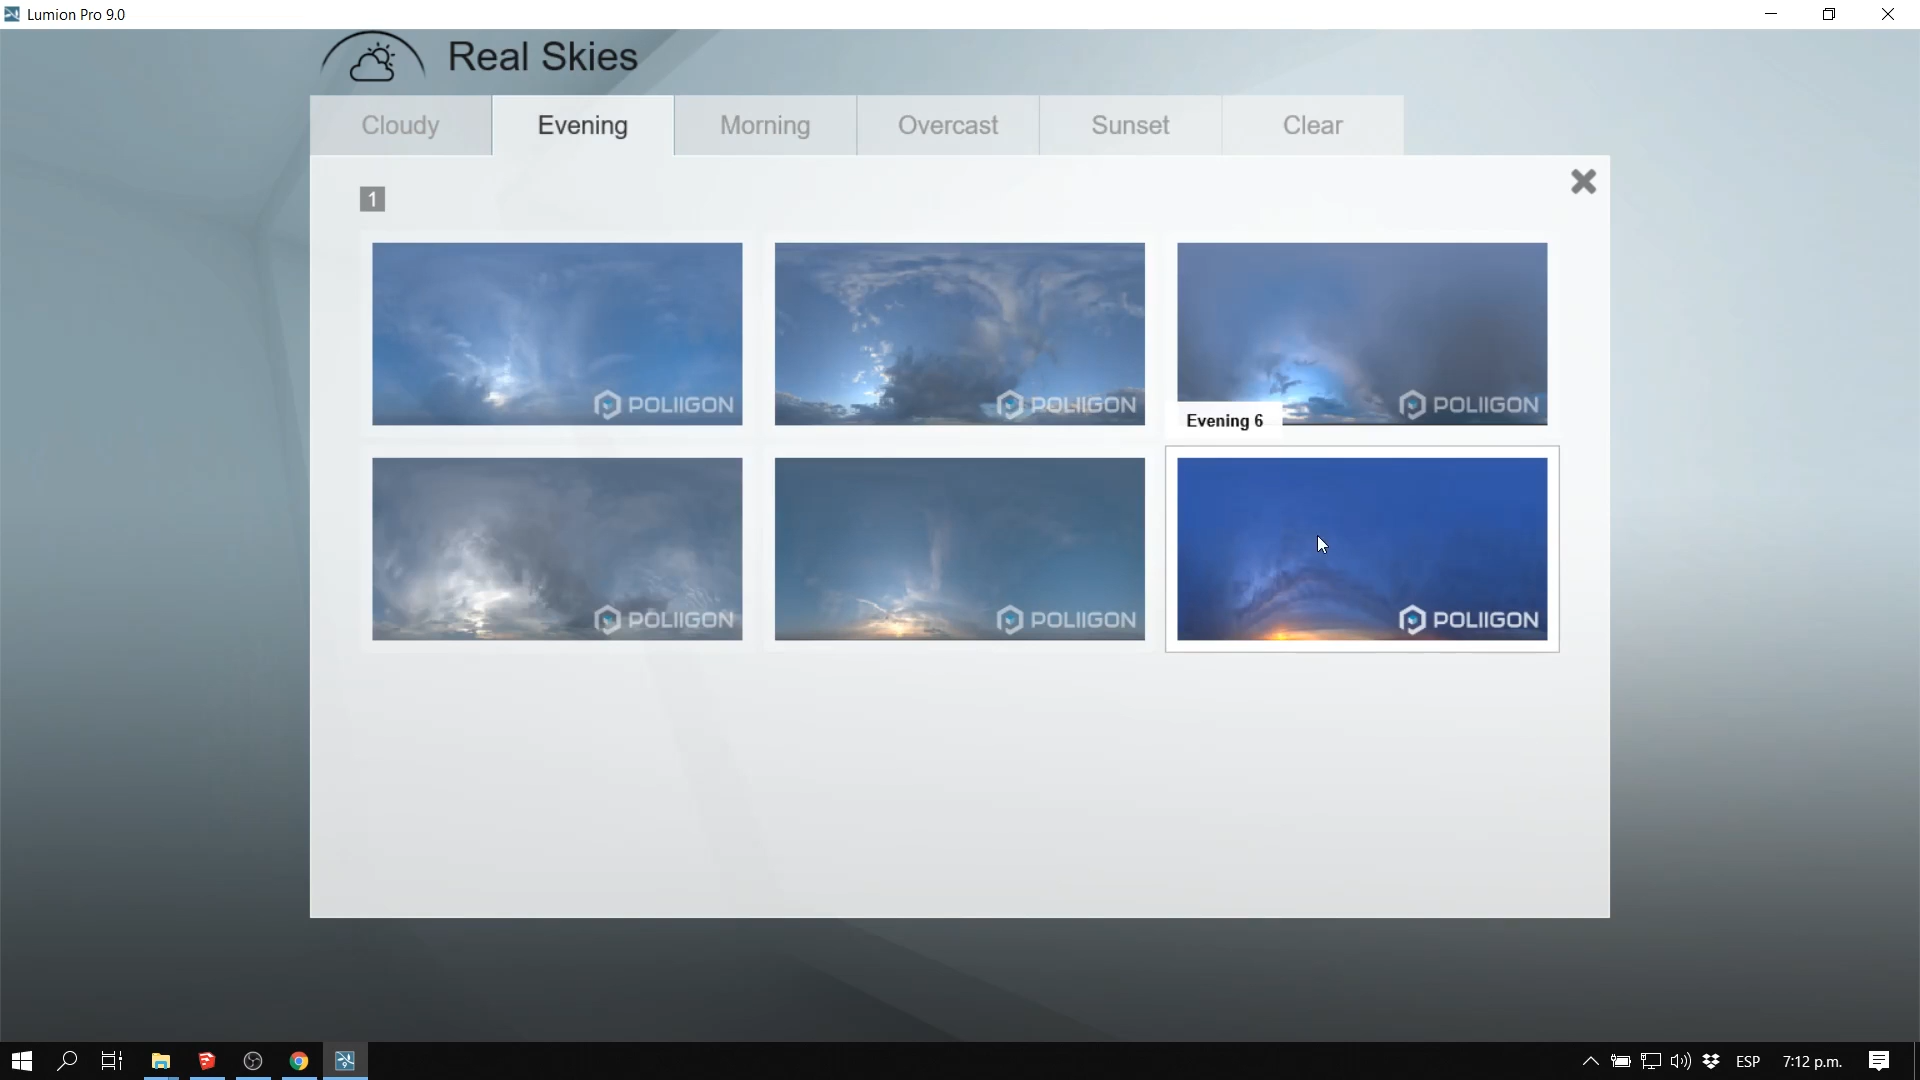 Lumion Pro 9.0
Real Skies
Cloudy
Evening
Morning
Overcast
Sunset
Clear
1
POLIIGON
POLIIGON
POLIIGON
Evening 6
POLIIGON
POLIIGON
POLIIGON
ESP
7:12 p.m.